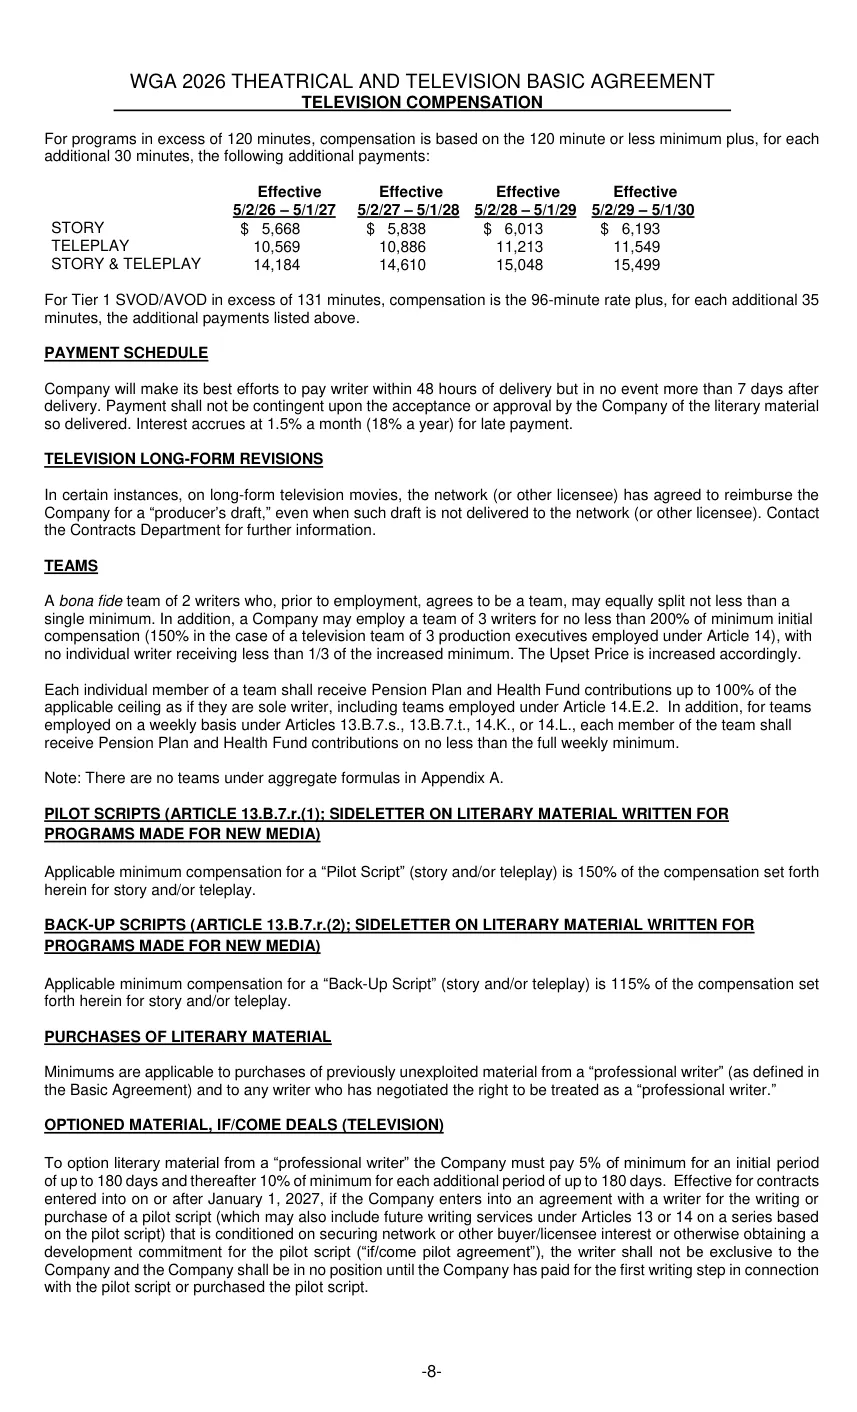 WGA 2026 THEATRICAL AND TELEVISION BASIC AGREEMENT
TELEVISION COMPENSATION
For programs in excess of 120 minutes, compensation is based on the 120 minute or less minimum plus, for each
additional 30 minutes, the following additional payments:
Effective Effective Effective Effective
5/2/26 – 5/1/27 5/2/27 – 5/1/28 5/2/28 – 5/1/29 5/2/29 – 5/1/30
STORY $ 5,668 $ 5,838 $ 6,013 $ 6,193
TELEPLAY 10,569 10,886 11,213 11,549
STORY & TELEPLAY 14,184 14,610 15,048 15,499
For Tier 1 SVOD/AVOD in excess of 131 minutes, compensation is the 96-minute rate plus, for each additional 35
minutes, the additional payments listed above.
PAYMENT SCHEDULE
Company will make its best efforts to pay writer within 48 hours of delivery but in no event more than 7 days after
delivery. Payment shall not be contingent upon the acceptance or approval by the Company of the literary material
so delivered. Interest accrues at 1.5% a month (18% a year) for late payment.
TELEVISION LONG-FORM REVISIONS
In certain instances, on long-form television movies, the network (or other licensee) has agreed to reimburse the
Company for a “producer’s draft,” even when such draft is not delivered to the network (or other licensee). Contact
the Contracts Department for further information.
TEAMS
A bona fide team of 2 writers who, prior to employment, agrees to be a team, may equally split not less than a
single minimum. In addition, a Company may employ a team of 3 writers for no less than 200% of minimum initial
compensation (150% in the case of a television team of 3 production executives employed under Article 14), with
no individual writer receiving less than 1/3 of the increased minimum. The Upset Price is increased accordingly.
Each individual member of a team shall receive Pension Plan and Health Fund contributions up to 100% of the
applicable ceiling as if they are sole writer, including teams employed under Article 14.E.2. In addition, for teams
employed on a weekly basis under Articles 13.B.7.s., 13.B.7.t., 14.K., or 14.L., each member of the team shall
receive Pension Plan and Health Fund contributions on no less than the full weekly minimum.
Note: There are no teams under aggregate formulas in Appendix A.
PILOT SCRIPTS (ARTICLE 13.B.7.r.(1); SIDELETTER ON LITERARY MATERIAL WRITTEN FOR
PROGRAMS MADE FOR NEW MEDIA)
Applicable minimum compensation for a “Pilot Script” (story and/or teleplay) is 150% of the compensation set forth
herein for story and/or teleplay.
BACK-UP SCRIPTS (ARTICLE 13.B.7.r.(2); SIDELETTER ON LITERARY MATERIAL WRITTEN FOR
PROGRAMS MADE FOR NEW MEDIA)
Applicable minimum compensation for a “Back-Up Script” (story and/or teleplay) is 115% of the compensation set
forth herein for story and/or teleplay.
PURCHASES OF LITERARY MATERIAL
Minimums are applicable to purchases of previously unexploited material from a “professional writer” (as defined in
the Basic Agreement) and to any writer who has negotiated the right to be treated as a “professional writer.”
OPTIONED MATERIAL, IF/COME DEALS (TELEVISION)
To option literary material from a “professional writer” the Company must pay 5% of minimum for an initial period
of up to 180 days and thereafter 10% of minimum for each additional period of up to 180 days. Effective for contracts
entered into on or after January 1, 2027, if the Company enters into an agreement with a writer for the writing or
purchase of a pilot script (which may also include future writing services under Articles 13 or 14 on a series based
on the pilot script) that is conditioned on securing network or other buyer/licensee interest or otherwise obtaining a
development commitment for the pilot script (“if/come pilot agreement”), the writer shall not be exclusive to the
Company and the Company shall be in no position until the Company has paid for the first writing step in connection
with the pilot script or purchased the pilot script.
-8-